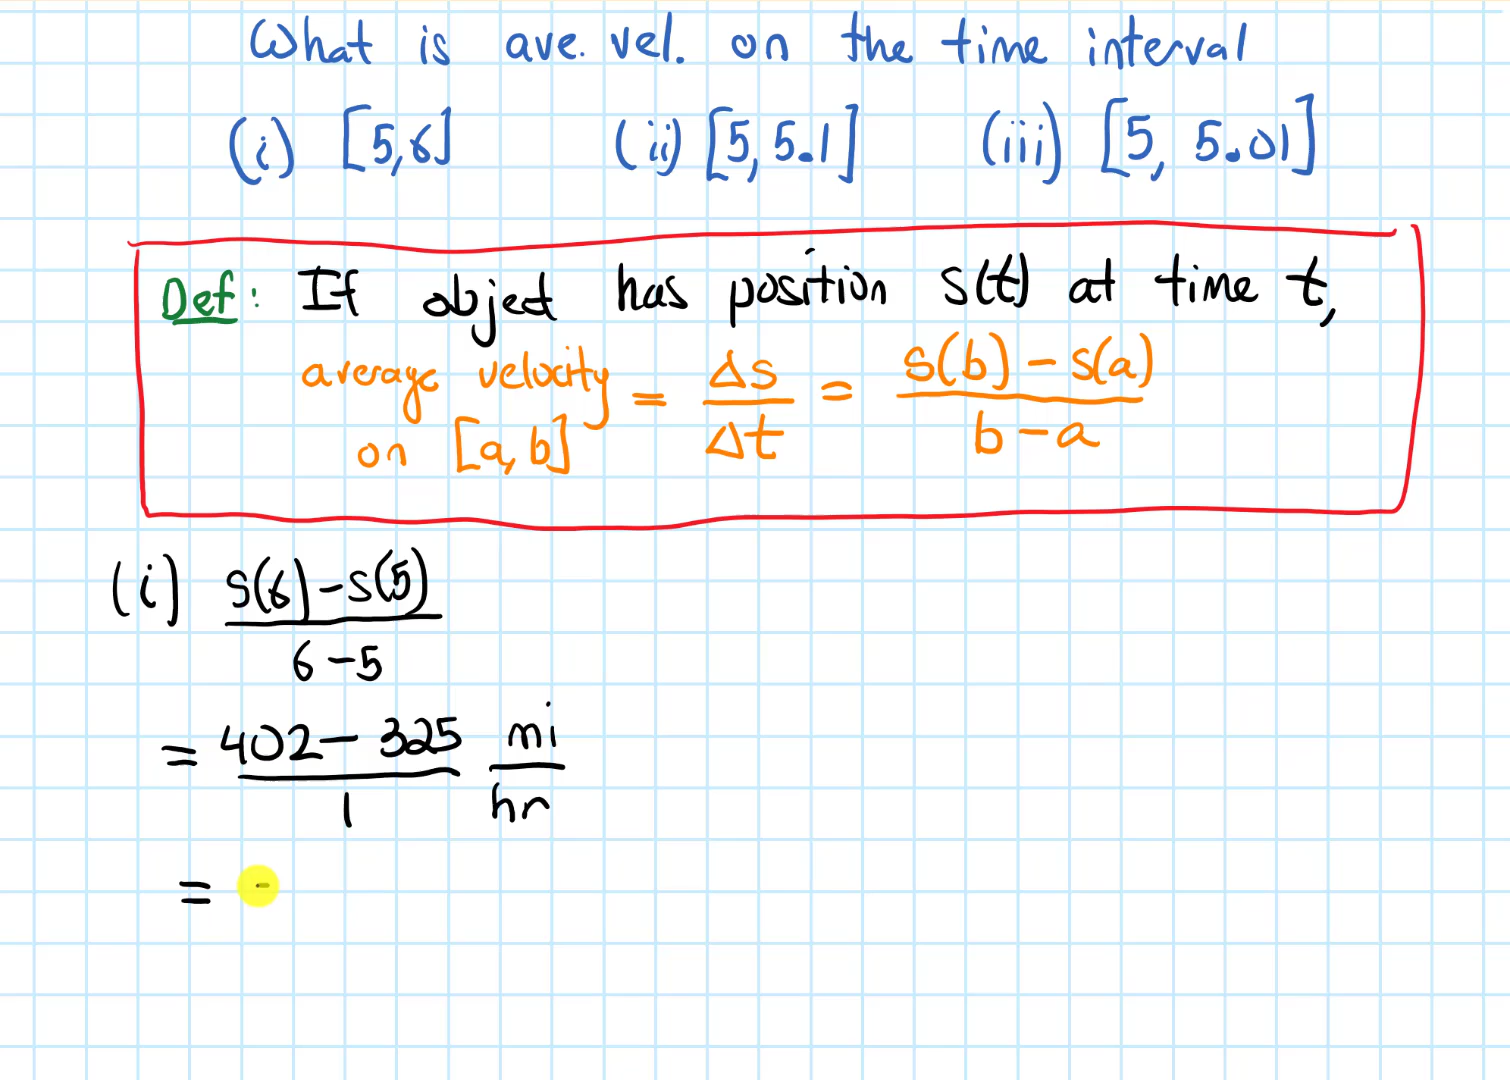 What is ave. vel. on the time interval
(i) [5,6] (ii) [5, 5.1] (iii) [5, 5.01]
Def: If object has position s(t) at time t,
average velocity on [a,b] = Δs/Δt = s(b) - s(a)/b - a
(i) s(6) - s(5)/6 - 5
= 402 - 325/1 mi/hr
=